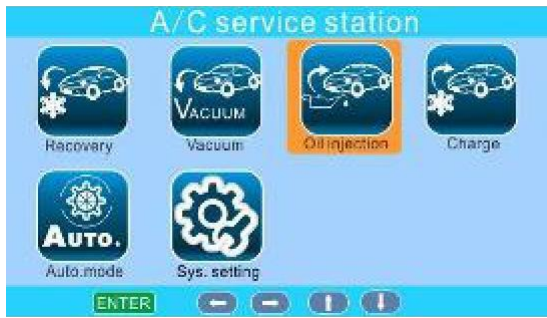 A/C service station
VACUUM
Recovery
Vacuum
Oil injection
Charge
AUTO.
Auto.mode
Sys. setting
ENTER